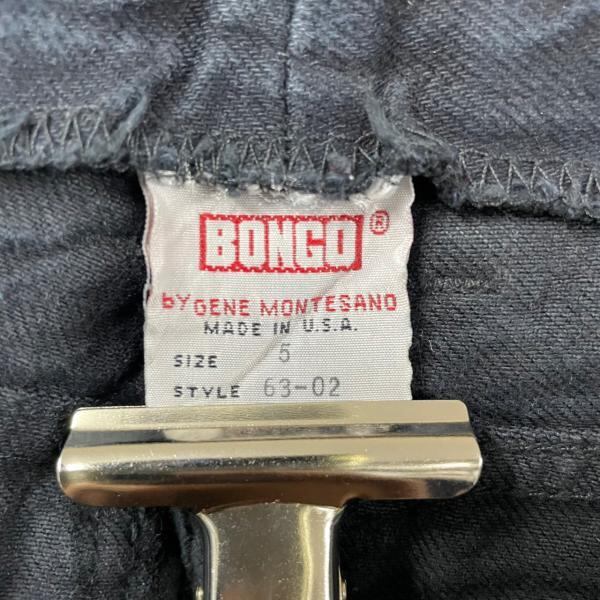 BONGO®
by GENE MONTESANO
MADE IN U.S.A.
SIZE 5
STYLE 63-02